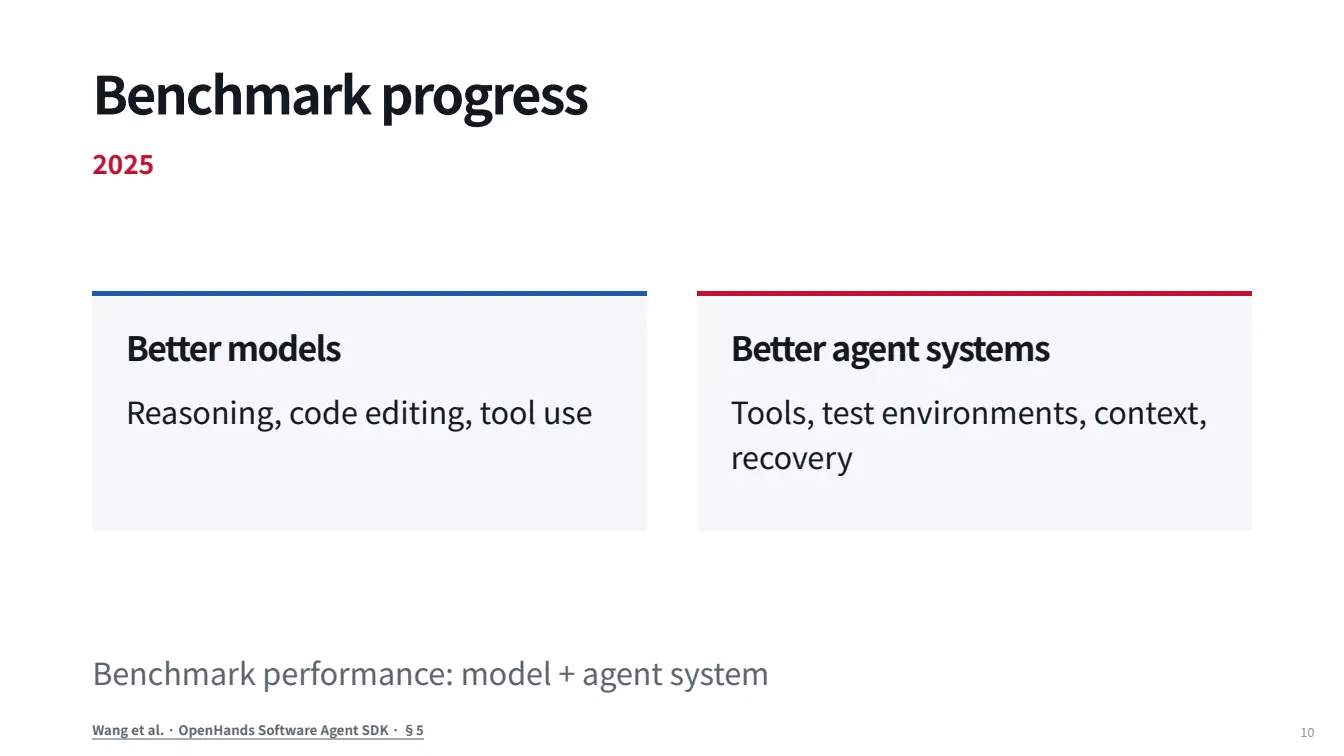 Benchmark progress
2025
Better models
Reasoning, code editing, tool use
Better agent systems
Tools, test environments, context,
recovery
Benchmark performance: model + agent system
Wang et al. · OpenHands Software Agent SDK · §5
10